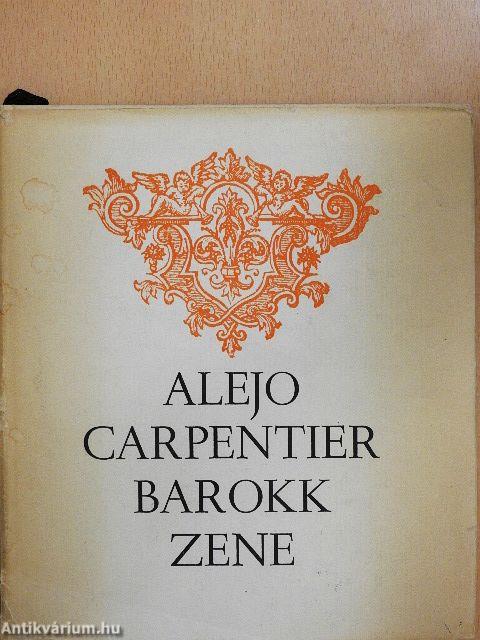 ALEJO
CARPENTIER
BAROKK
ZENE
Antikvárium.hu